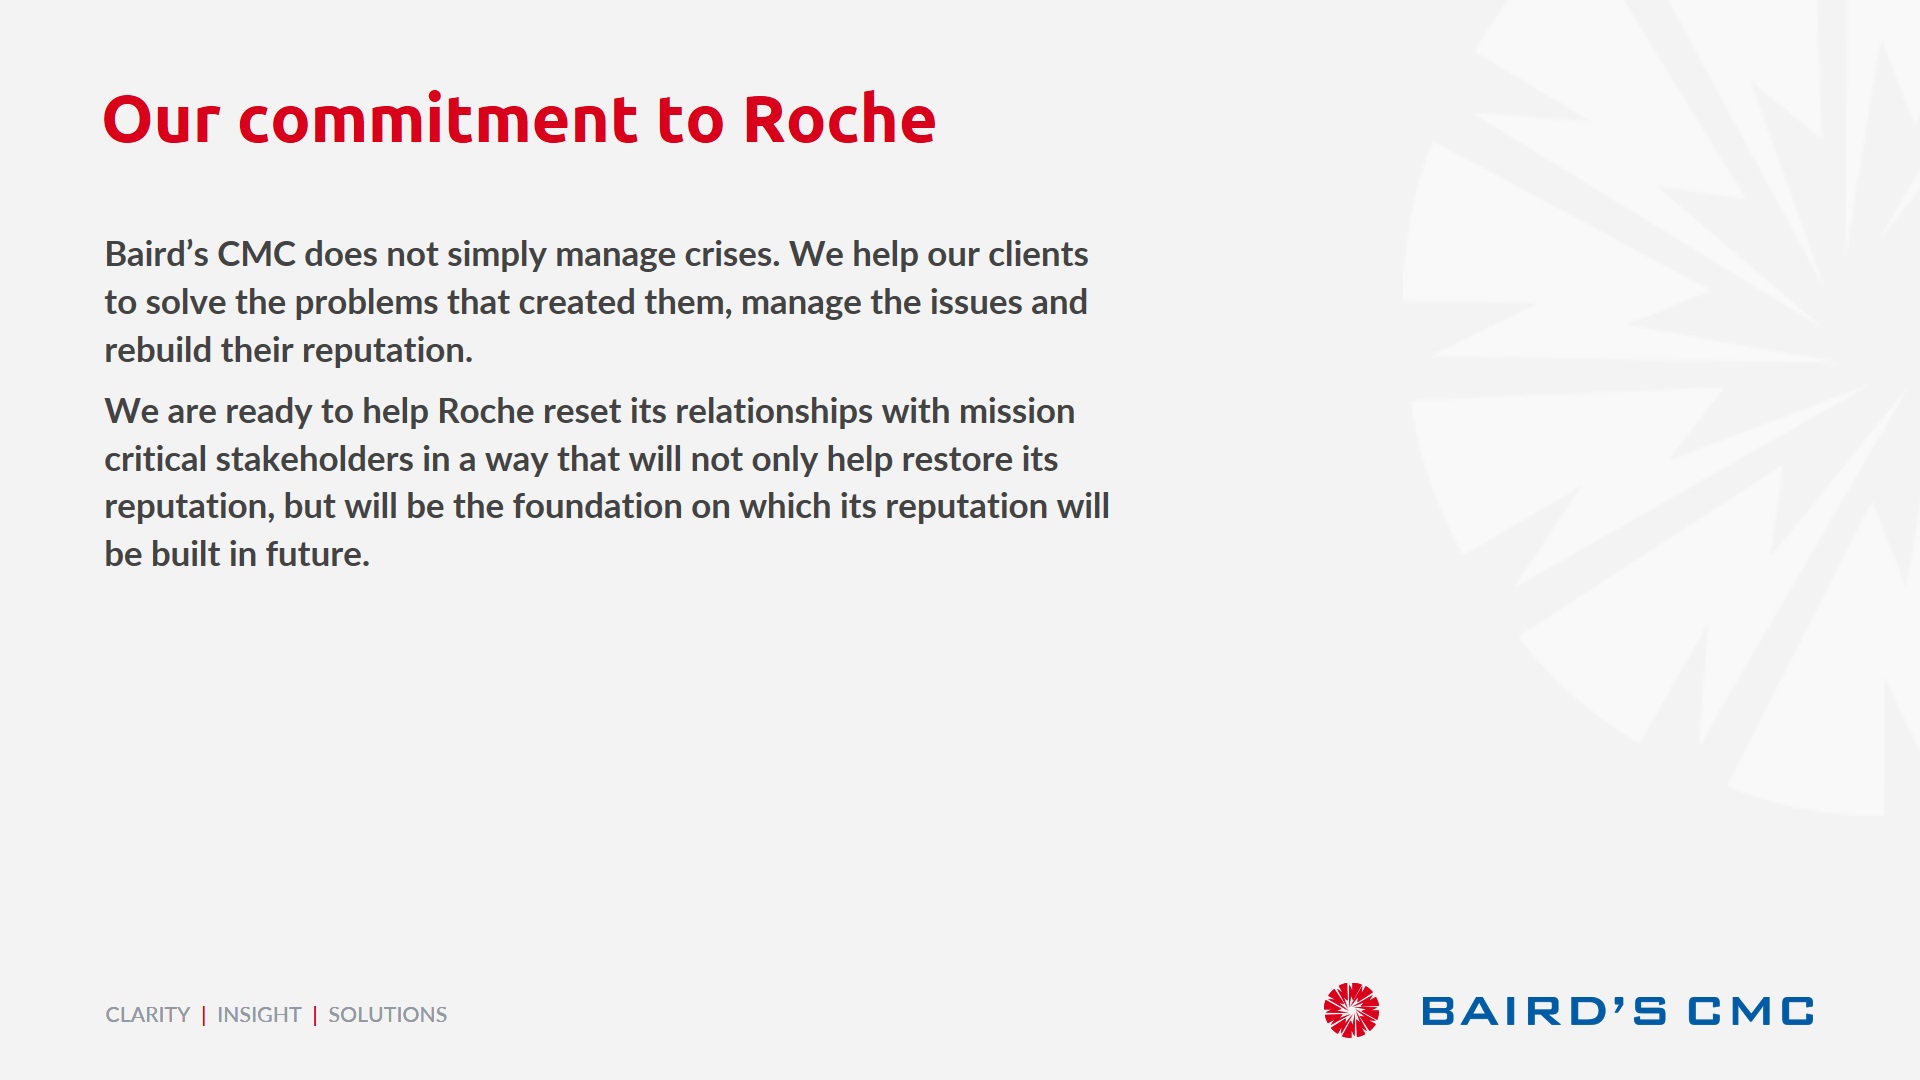 Our commitment to Roche
Baird’s CMC does not simply manage crises. We help our clients
to solve the problems that created them, manage the issues and
rebuild their reputation.
We are ready to help Roche reset its relationships with mission
critical stakeholders in a way that will not only help restore its
reputation, but will be the foundation on which its reputation will
be built in future.
CLARITY | INSIGHT | SOLUTIONS
BAIRD’S CMC